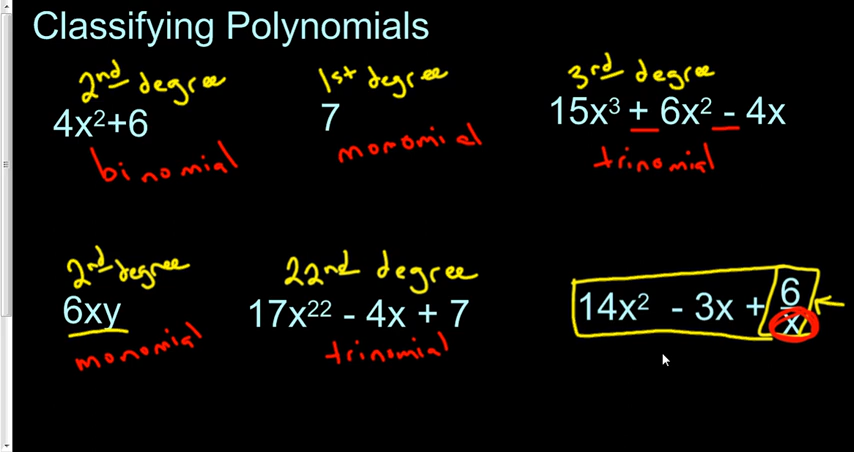 Classifying Polynomials
2nd degree
4x²+6
binomial
1st degree
7
monomial
3rd degree
15x³ + 6x² - 4x
trinomial
2nd degree
6xy
monomial
22nd degree
17x²² - 4x + 7
trinomial
14x² - 3x + 6/x